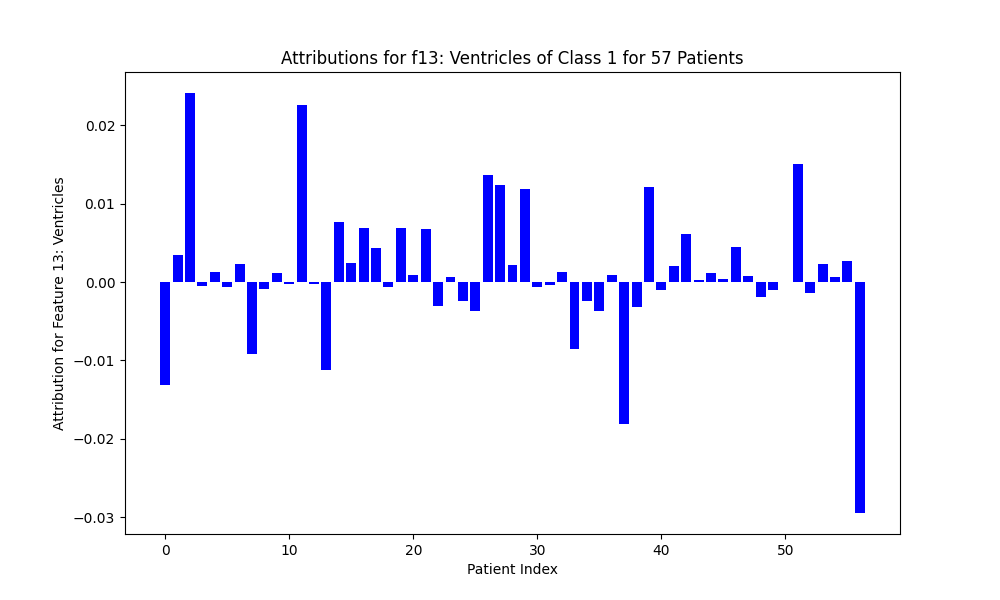 Attributions for f13: Ventricles of Class 1 for 57 Patients
Attribution for Feature 13: Ventricles
0.02
0.01
0.00
−0.01
−0.02
−0.03
0 10 20 30 40 50
Patient Index